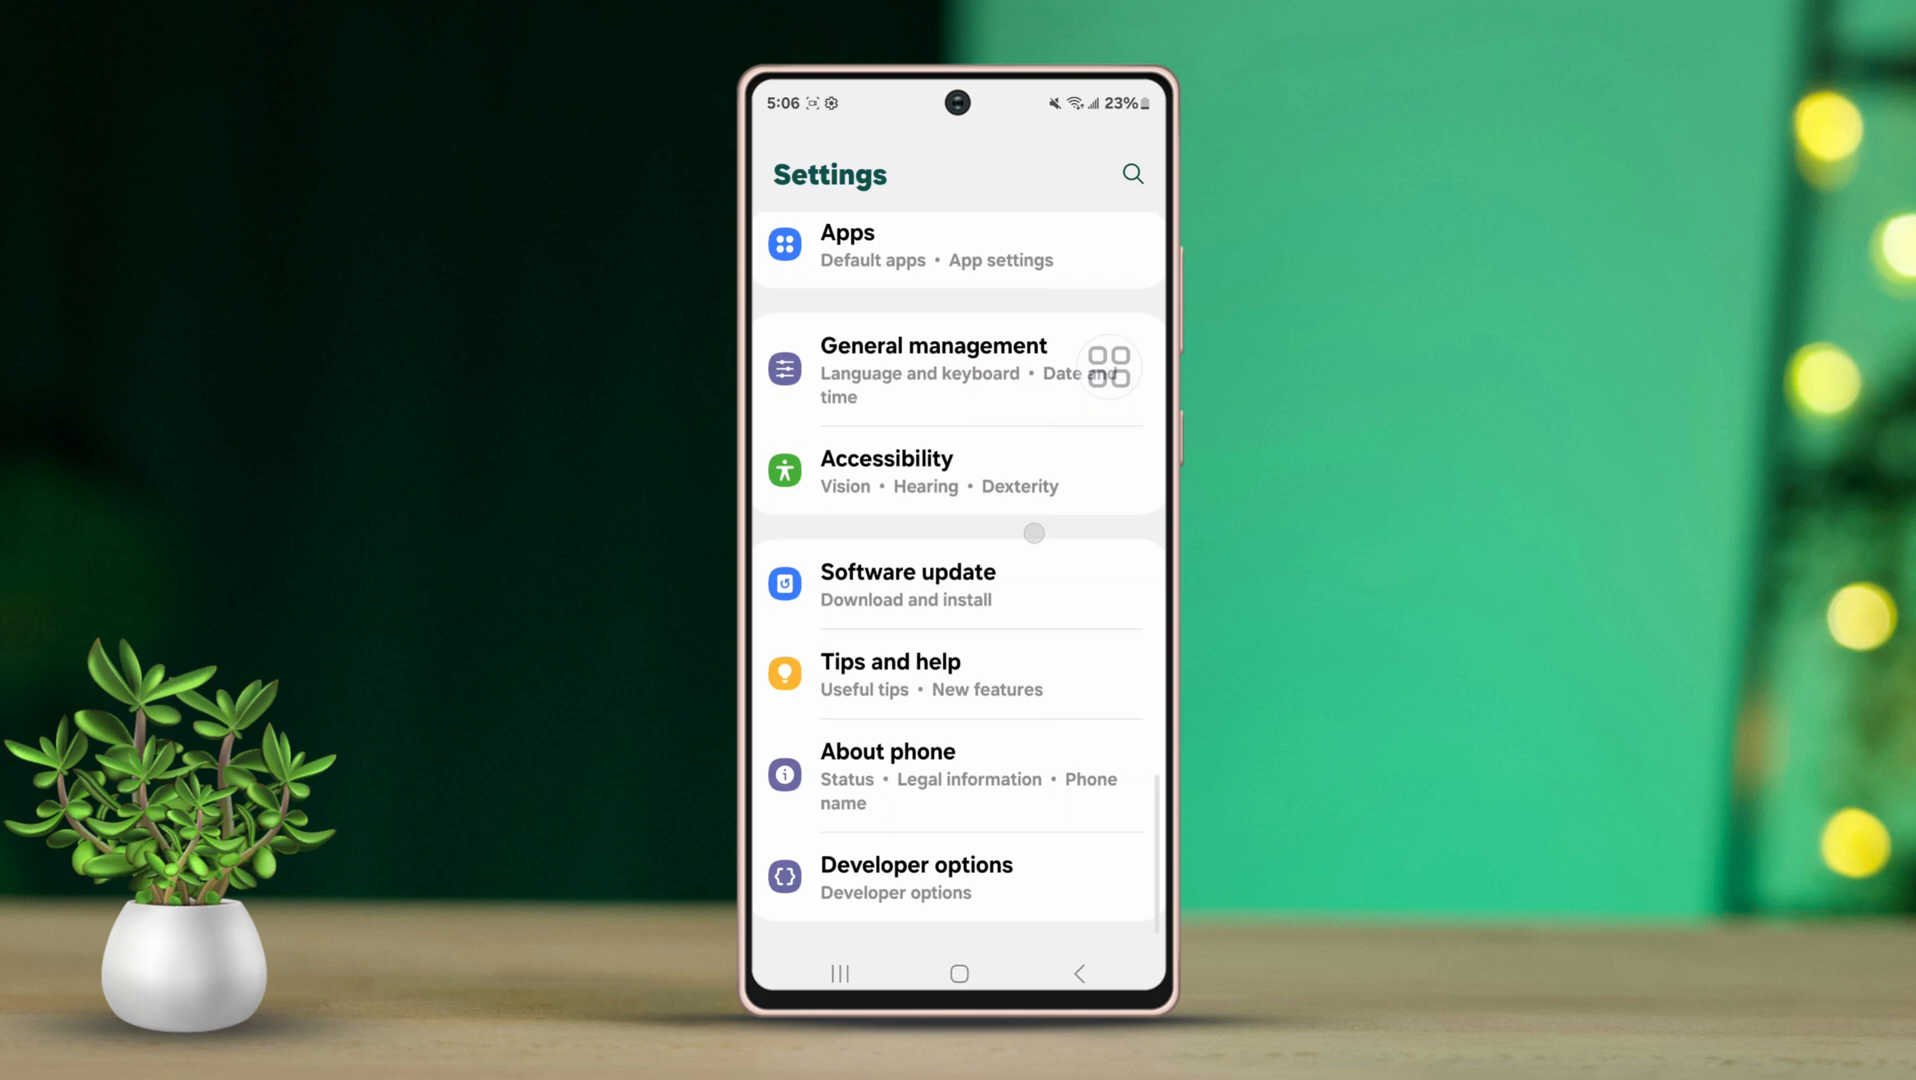 5:06 23%
Settings
Apps
Default apps • App settings
General management
Language and keyboard • Date and
time
Accessibility
Vision • Hearing • Dexterity
Software update
Download and install
Tips and help
Useful tips • New features
About phone
Status • Legal information • Phone
name
Developer options
Developer options